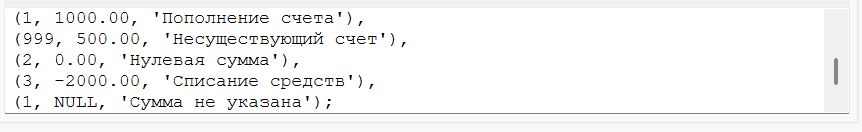 (1, 1000.00, 'Пополнение счета'),
(999, 500.00, 'Несуществующий счет'),
(2, 0.00, 'Нулевая сумма'),
(3, -2000.00, 'Списание средств'),
(1, NULL, 'Сумма не указана');